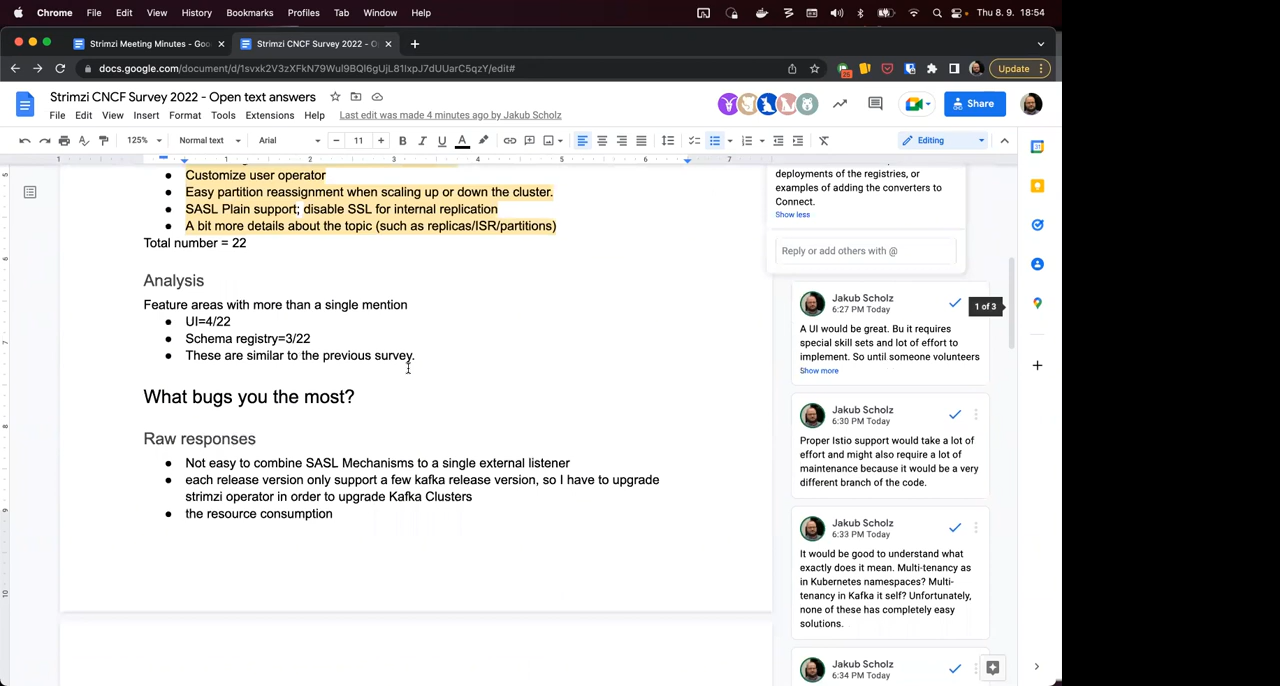 Chrome File Edit View History Bookmarks Profiles Tab Window Help Thu 8. 9. 18:54
Strimzi Meeting Minutes - Goo Strimzi CNCF Survey 2022 - O
docs.google.com/document/d/1svxk2V3zXFkN79WuI9BQI6gUjL81IxpJ7dUUarC5qzY/edit# Update
Strimzi CNCF Survey 2022 - Open text answers
File Edit View Insert Format Tools Extensions Help Last edit was made 4 minutes ago by Jakub Scholz Share
125% Normal text Arial 11 B I U A Editing
1 1 2 3 4 5 6 7
Customize user operator
Easy partition reassignment when scaling up or down the cluster.
SASL Plain support; disable SSL for internal replication
A bit more details about the topic (such as replicas/ISR/partitions)
Total number = 22
Analysis
Feature areas with more than a single mention
UI=4/22
Schema registry=3/22
These are similar to the previous survey.
What bugs you the most?
Raw responses
Not easy to combine SASL Mechanisms to a single external listener
each release version only support a few kafka release version, so I have to upgrade
strimzi operator in order to upgrade Kafka Clusters
the resource consumption
deployments of the registries, or
examples of adding the converters to
Connect.
Show less
Reply or add others with @
Jakub Scholz
6:27 PM Today
1 of 3
A UI would be great. Bu it requires
special skill sets and lot of effort to
implement. So until someone volunteers
Show more
Jakub Scholz
6:30 PM Today
Proper Istio support would take a lot of
effort and might also require a lot of
maintenance because it would be a very
different branch of the code.
Jakub Scholz
6:33 PM Today
It would be good to understand what
exactly does it mean. Multi-tenancy as
in Kubernetes namespaces? Multi-
tenancy in Kafka it self? Unfortunately,
none of these has completely easy
solutions.
Jakub Scholz
6:34 PM Today